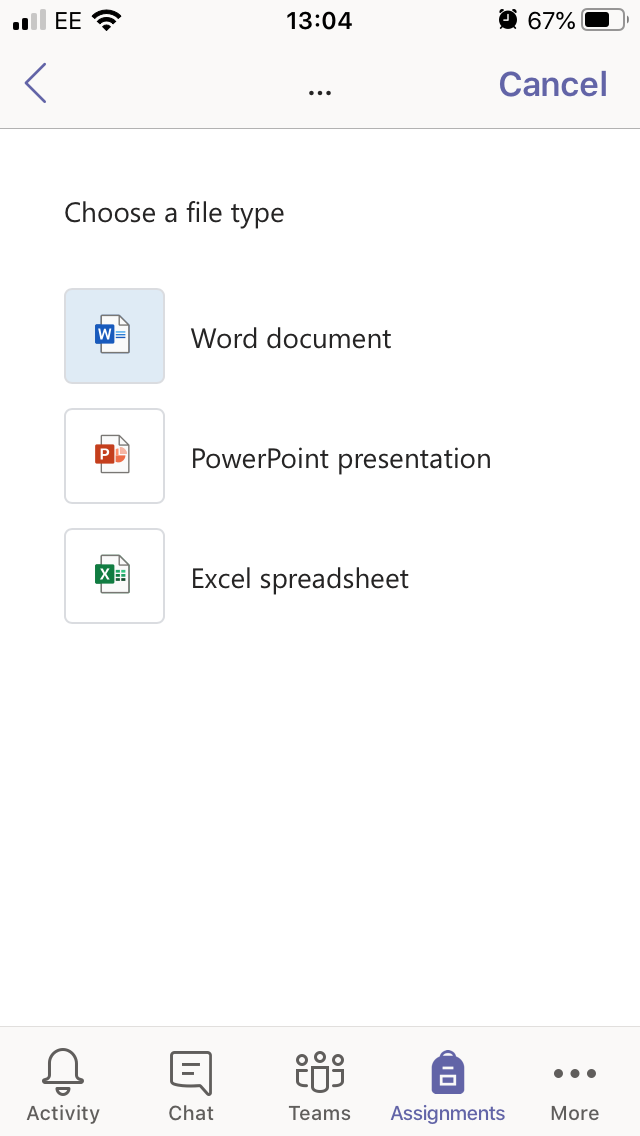 EE 13:04 67%
... Cancel
Choose a file type
W Word document
P PowerPoint presentation
X Excel spreadsheet
Activity Chat Teams Assignments More